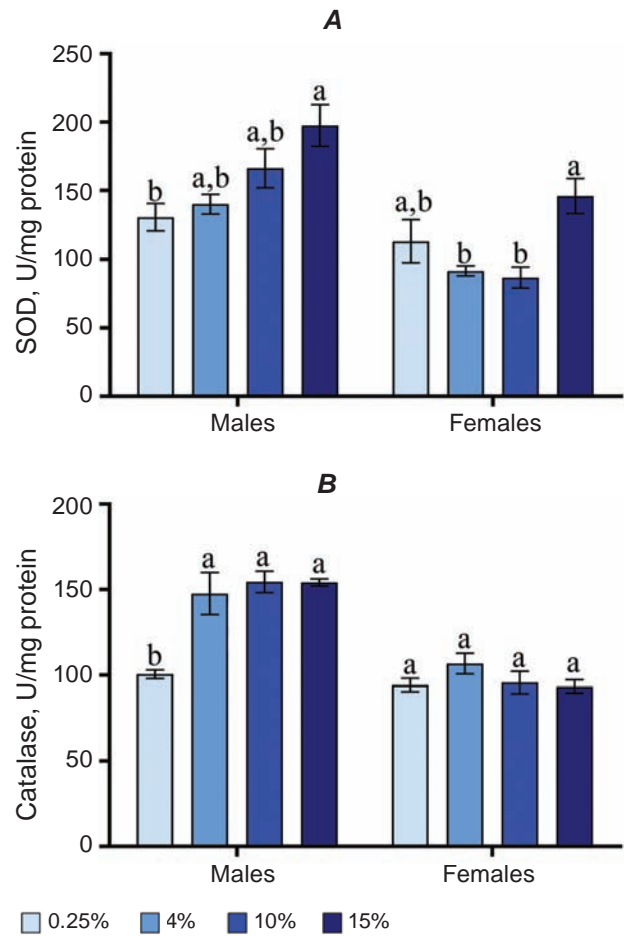 A
SOD, U/mg protein
250
200
150
100
50
0
b
a,b
a,b
a
a,b
b
b
a
Males
Females
B
Catalase, U/mg protein
200
150
100
50
0
b
a
a
a
a
a
a
a
Males
Females
0.25% 4% 10% 15%